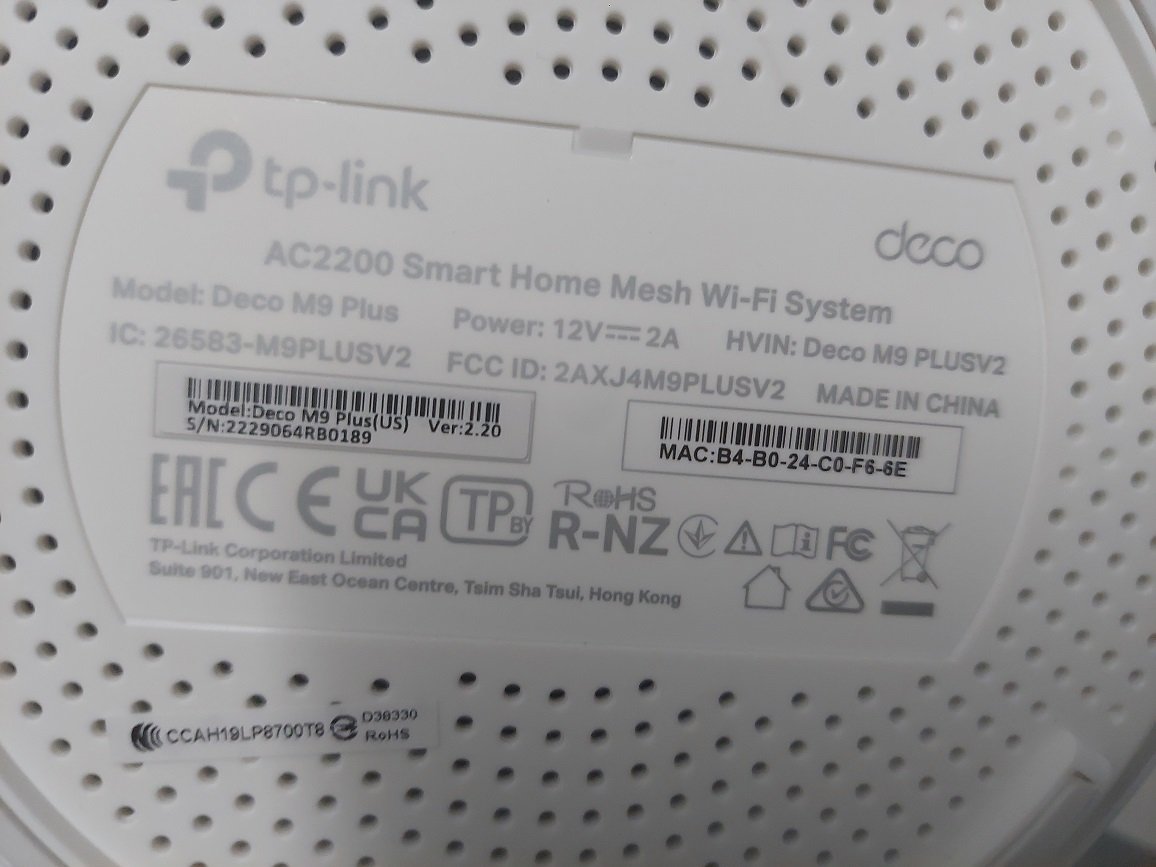 tp-link
deco
AC2200 Smart Home Mesh Wi-Fi System
Model: Deco M9 Plus Power: 12V⎓2A HVIN: Deco M9 PLUSV2
IC: 26583-M9PLUSV2 FCC ID: 2AXJ4M9PLUSV2 MADE IN CHINA
Model:Deco M9 Plus(US) Ver:2.20
S/N:2229064RB0189
MAC:B4-B0-24-C0-F6-6E
EAC CE UK CA TP BY RoHS
R-NZ FC
TP-Link Corporation Limited
Suite 901, New East Ocean Centre, Tsim Sha Tsui, Hong Kong
CCAH19LP8700T8 D38330
RoHS